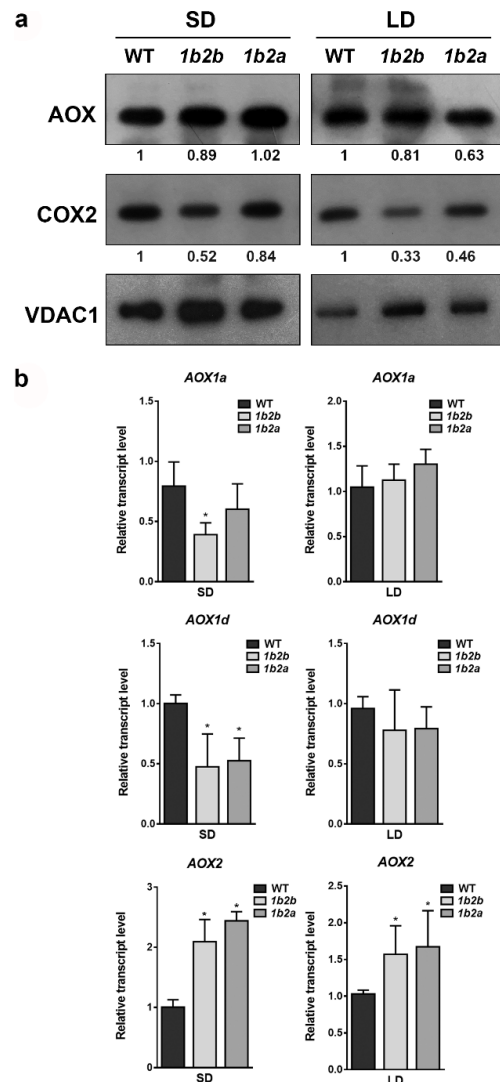 a
SD LD
WT 1b2b 1b2a WT 1b2b 1b2a
AOX
1 0.89 1.02 1 0.81 0.63
COX2
1 0.52 0.84 1 0.33 0.46
VDAC1
b
AOX1a
Relative transcript level
1.5
1.0
0.5
0.0
WT
1b2b
1b2a
*
SD
AOX1a
Relative transcript level
2.0
1.5
1.0
0.5
0.0
WT
1b2b
1b2a
LD
AOX1d
Relative transcript level
1.5
1.0
0.5
0.0
WT
1b2b
1b2a
* *
SD
AOX1d
Relative transcript level
1.5
1.0
0.5
0.0
WT
1b2b
1b2a
LD
AOX2
Relative transcript level
3
2
1
0
WT
1b2b
1b2a
* *
SD
AOX2
Relative transcript level
2.5
2.0
1.5
1.0
0.5
0.0
WT
1b2b
1b2a
* *
LD